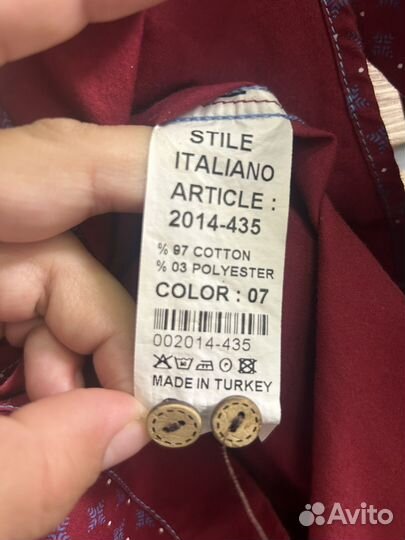 STILE
ITALIANO
ARTICLE :
2014-435
% 97 COTTON
% 03 POLYESTER
COLOR : 07
002014-435
MADE IN TURKEY
Avito